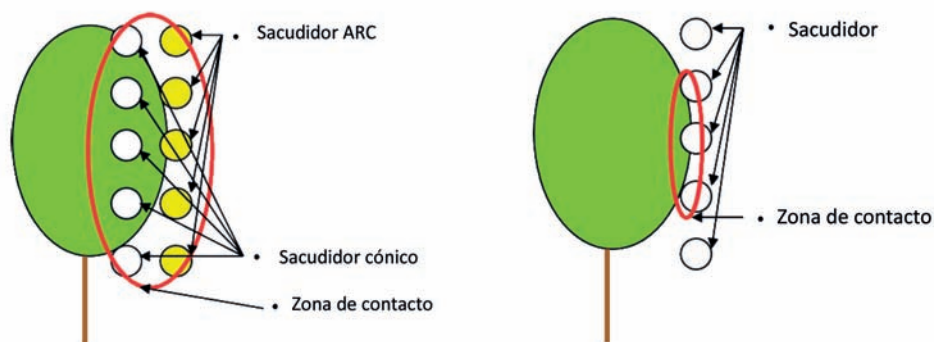 • Sacudidor ARC
• Sacudidor cónico
• Zona de contacto
• Sacudidor
• Zona de contacto